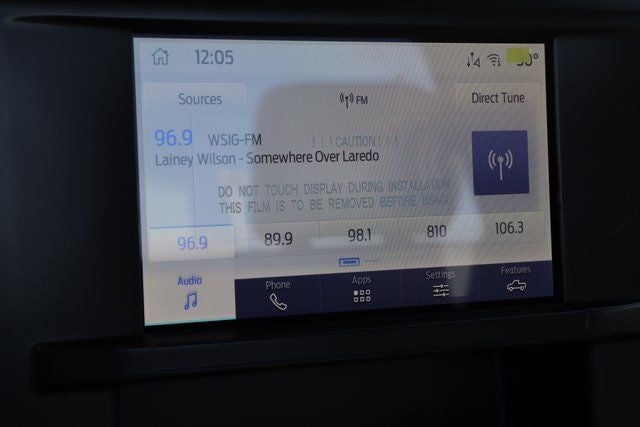 12:05
Sources
FM
Direct Tune
96.9 WSIG-FM
! ! ! CAUTION ! ! !
Lainey Wilson - Somewhere Over Laredo
DO NOT TOUCH DISPLAY DURING INSTALLATION
THIS FILM IS TO BE REMOVED BEFORE USAGE
96.9 89.9 98.1 810 106.3
Audio Phone Apps Settings Features